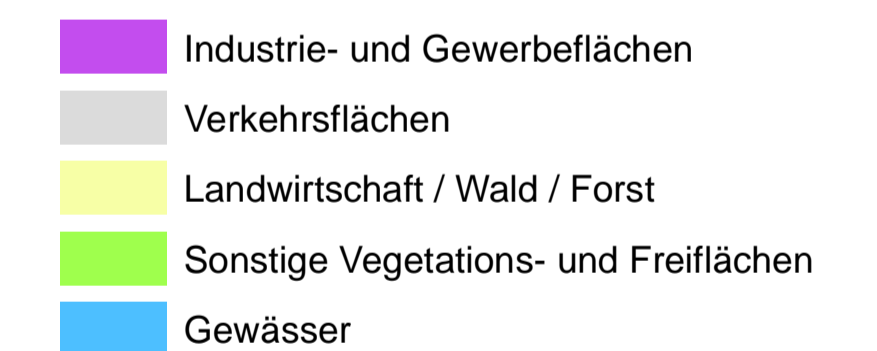 Industrie- und Gewerbeflächen
Verkehrsflächen
Landwirtschaft / Wald / Forst
Sonstige Vegetations- und Freiflächen
Gewässer